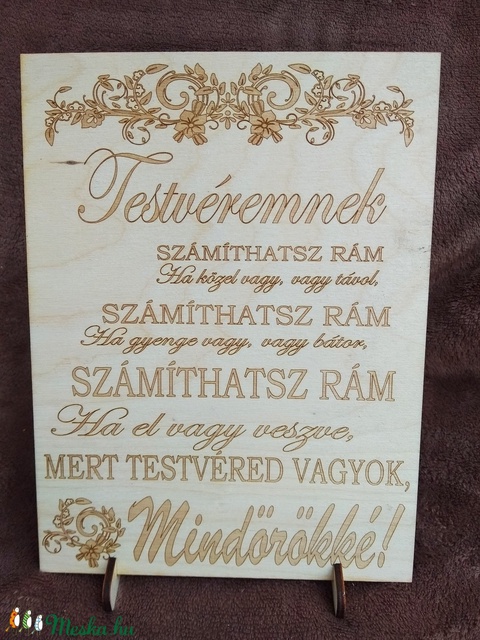 Testvéremnek
SZÁMÍTHATSZ RÁM
Ha közel vagy, vagy távol,
SZÁMÍTHATSZ RÁM
Ha gyenge vagy, vagy bátor,
SZÁMÍTHATSZ RÁM
Ha el vagy veszve,
MERT TESTVÉRED VAGYOK,
Mindörökké!
Meska.hu